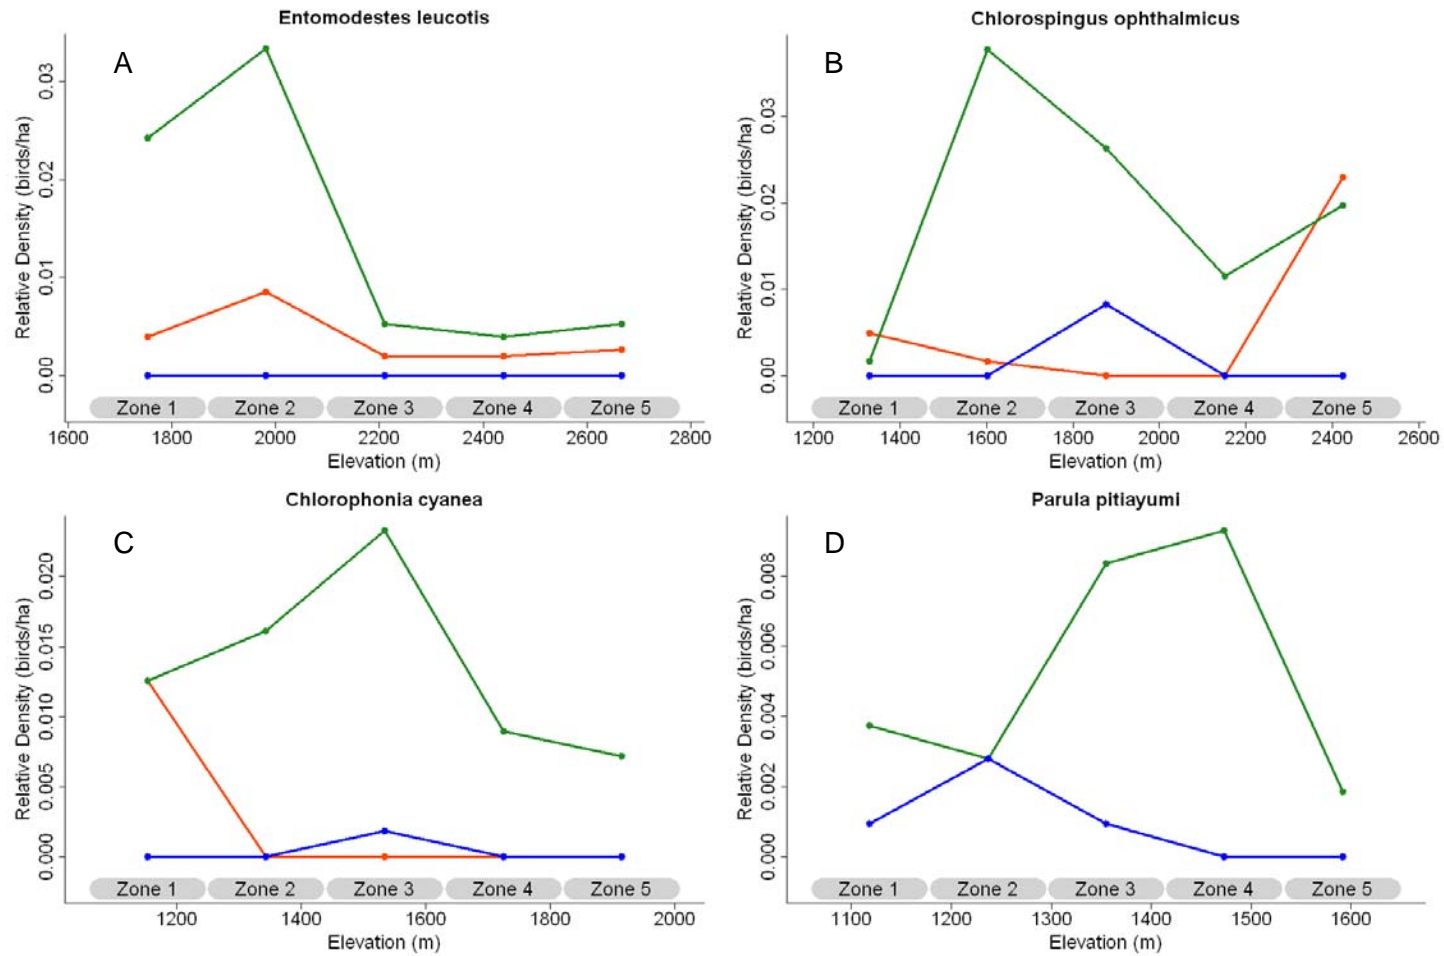 Entomodestes leucotis
A
Relative Density (birds/ha)
0.03
0.02
0.01
0.00
Zone 1 Zone 2 Zone 3 Zone 4 Zone 5
1600 1800 2000 2200 2400 2600 2800
Elevation (m)
Chlorospingus ophthalmicus
B
Relative Density (birds/ha)
0.03
0.02
0.01
0.00
Zone 1 Zone 2 Zone 3 Zone 4 Zone 5
1200 1400 1600 1800 2000 2200 2400 2600
Elevation (m)
Chlorophonia cyanea
C
Relative Density (birds/ha)
0.020
0.015
0.010
0.005
0.000
Zone 1 Zone 2 Zone 3 Zone 4 Zone 5
1200 1400 1600 1800 2000
Elevation (m)
Parula pitiayumi
D
Relative Density (birds/ha)
0.008
0.006
0.004
0.002
0.000
Zone 1 Zone 2 Zone 3 Zone 4 Zone 5
1100 1200 1300 1400 1500 1600
Elevation (m)